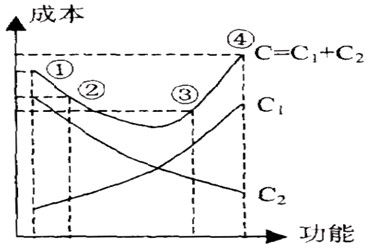 成本
④
C=C₁+C₂
①
②
③
C₁
C₂
功能